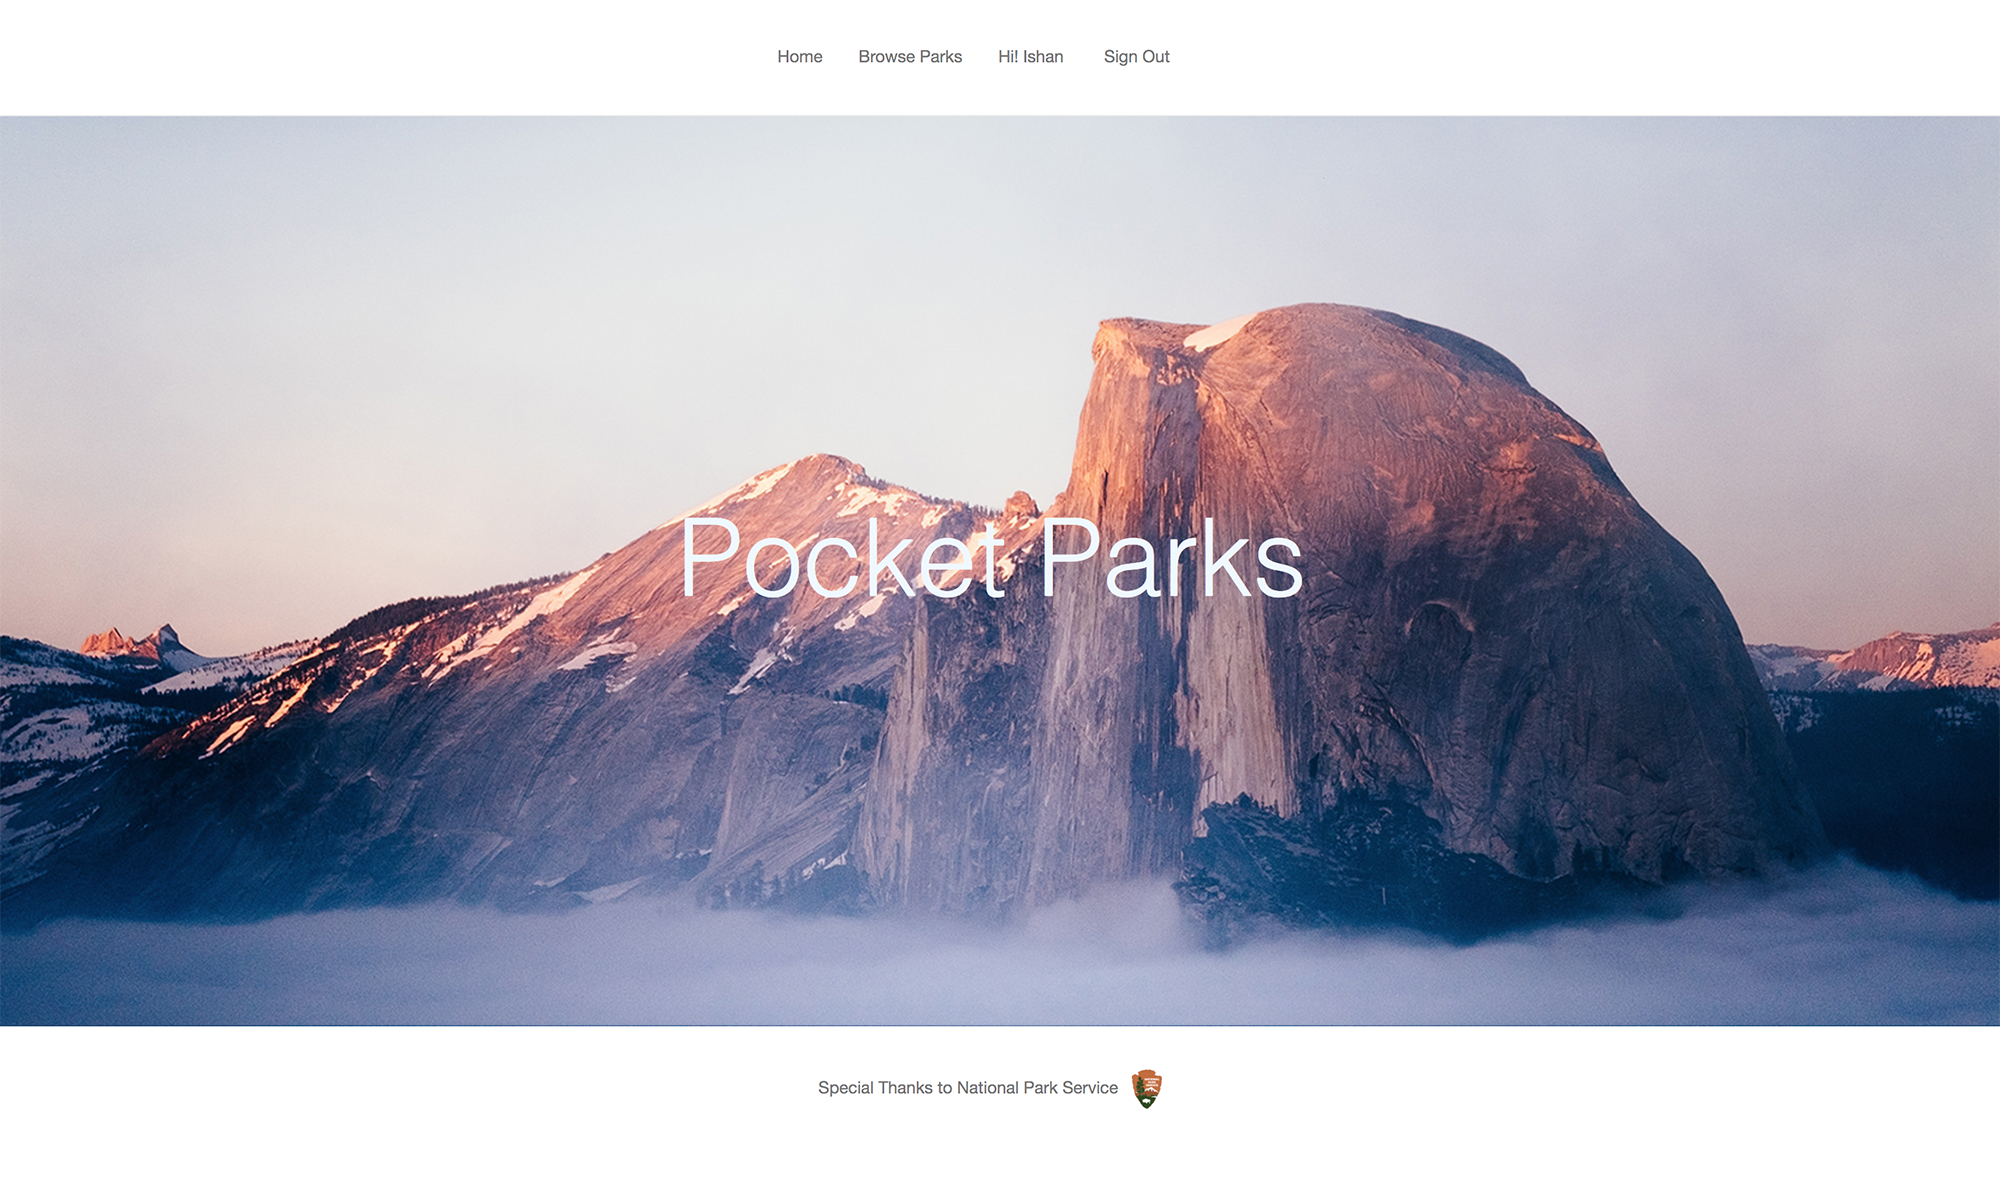 Home Browse Parks Hi! Ishan Sign Out
Pocket Parks
Special Thanks to National Park Service